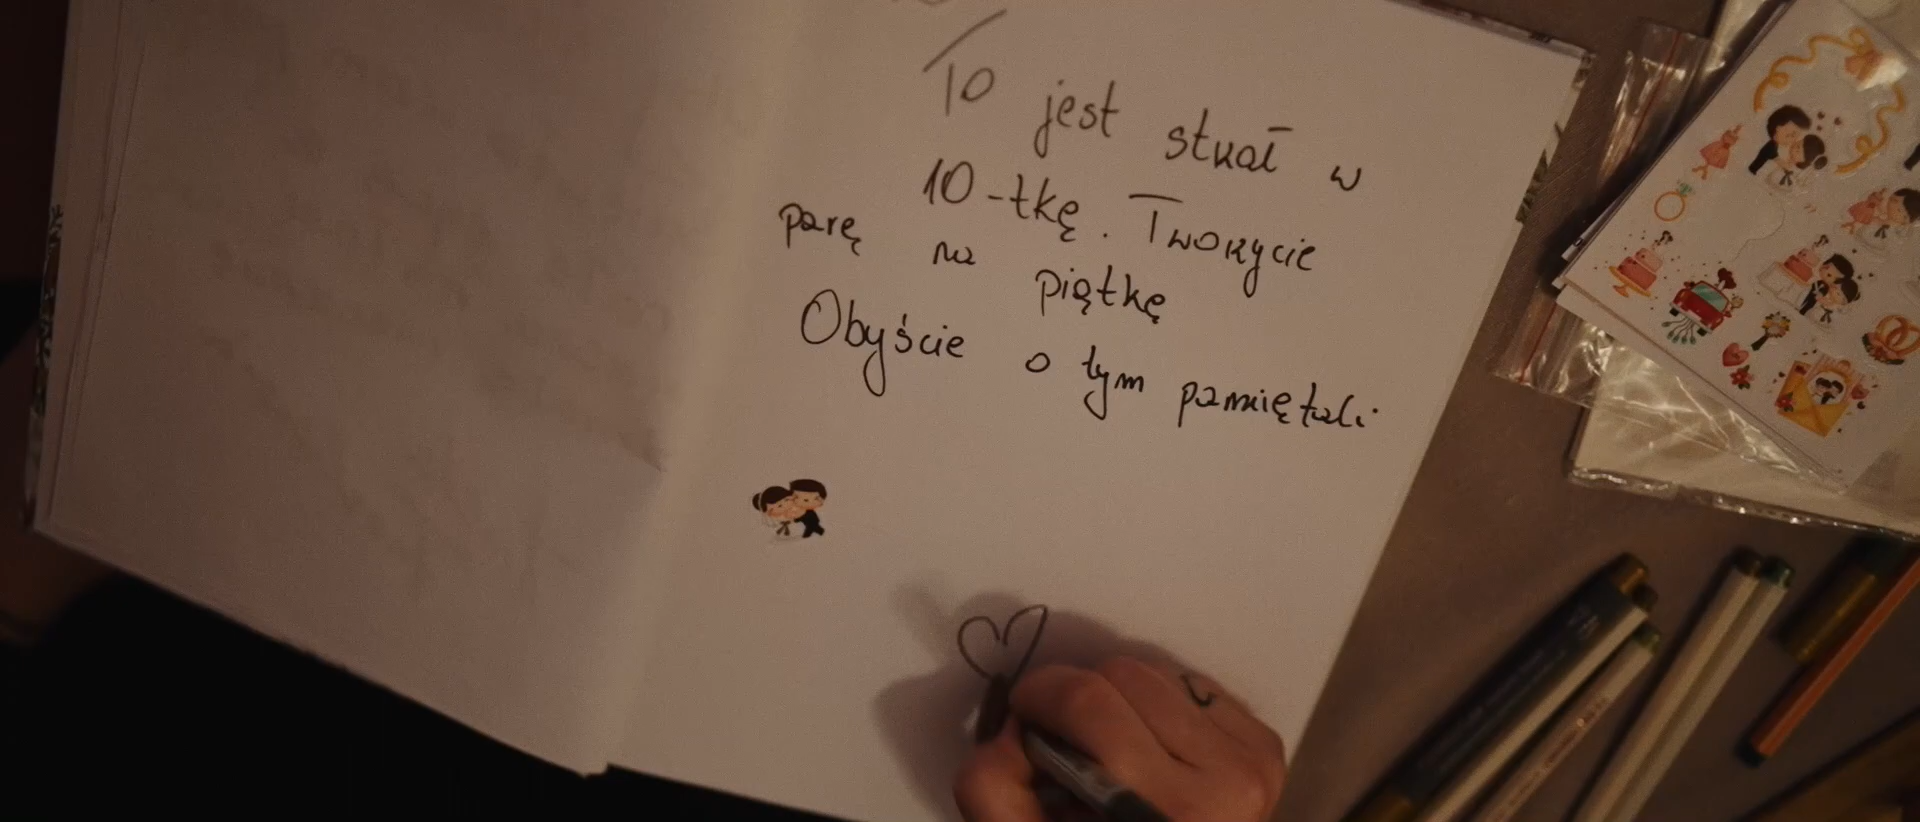 To jest strzał w
10-tkę. Tworzycie
parę na piątkę
Obyście o tym pamiętali